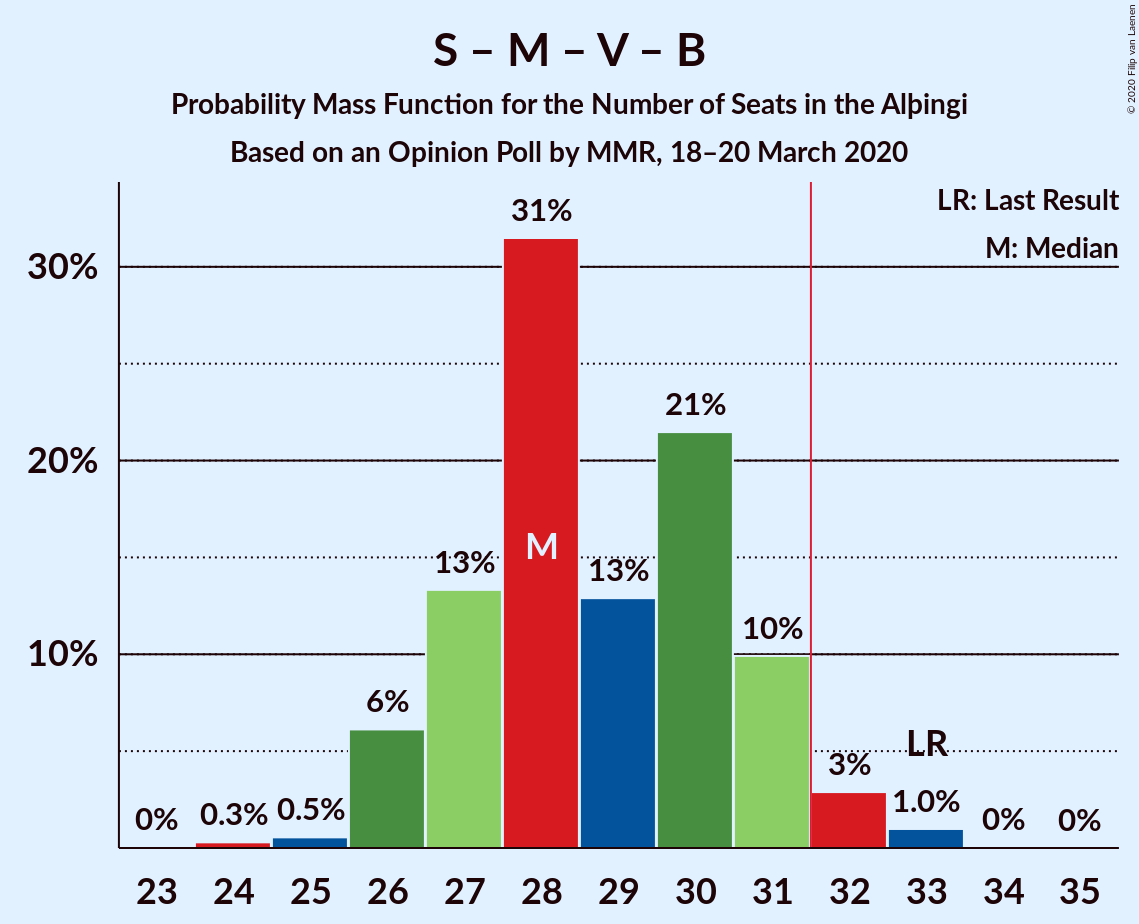 S – M – V – B
Probability Mass Function for the Number of Seats in the Alþingi
Based on an Opinion Poll by MMR, 18–20 March 2020
© 2020 Filip van Laenen
LR: Last Result
M: Median
30%
20%
10%
0%
0.3%
0.5%
6%
13%
31%
M
13%
21%
10%
3%
LR
1.0%
0%
0%
23 24 25 26 27 28 29 30 31 32 33 34 35